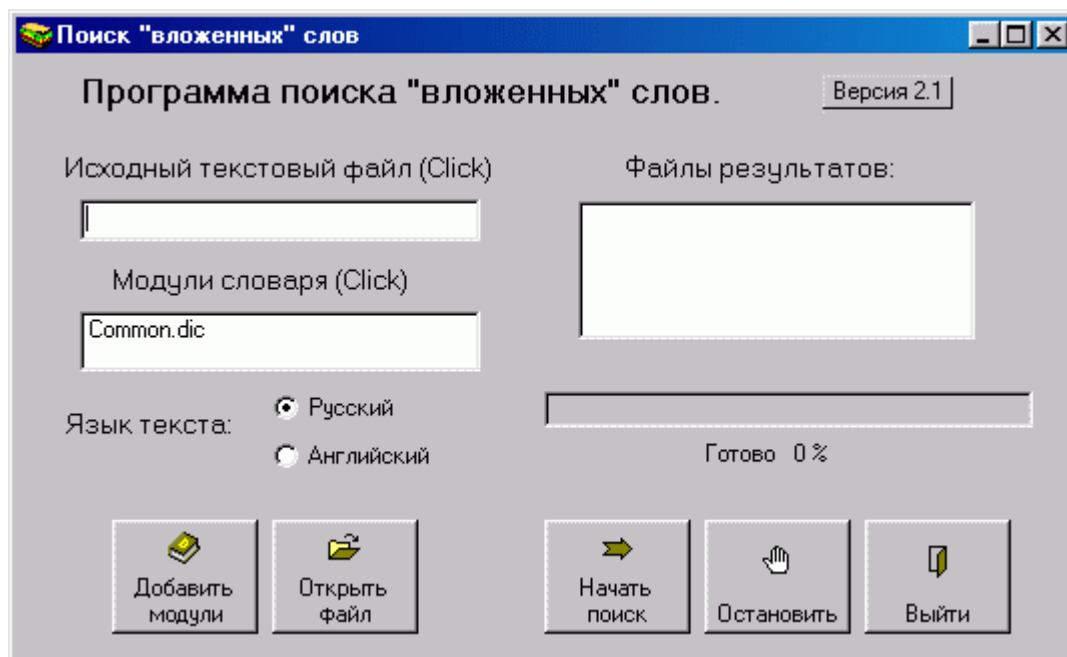 Поиск "вложенных" слов
Программа поиска "вложенных" слов.
Версия 2.1
Исходный текстовый файл (Click)
Файлы результатов:
Модули словаря (Click)
Common.dic
Язык текста:
Русский
Английский
Готово 0 %
Добавить
модули
Открыть
файл
Начать
поиск
Остановить
Выйти